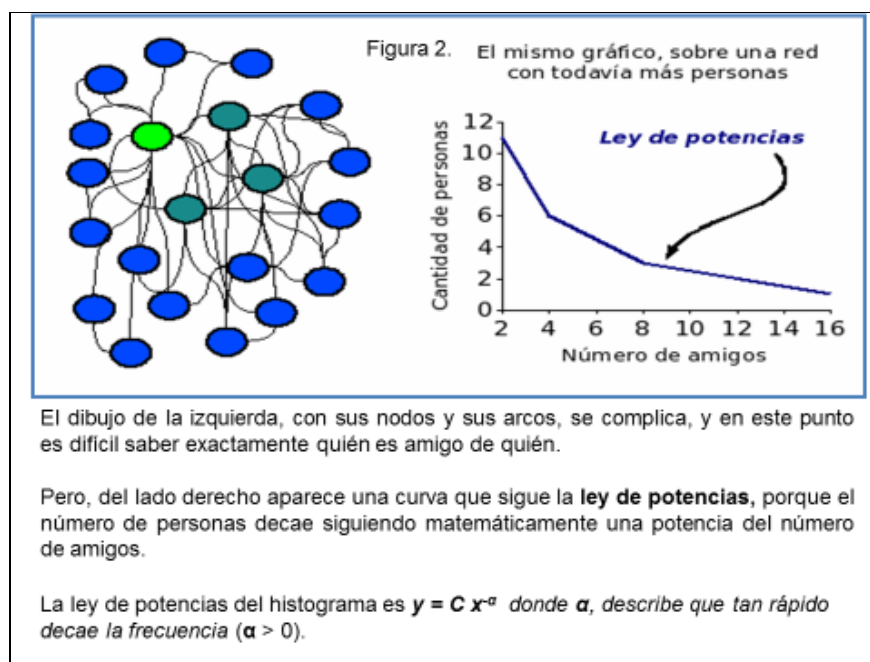 Figura 2.
El mismo gráfico, sobre una red
con todavía más personas
Ley de potencias
Cantidad de personas
12
10
8
6
4
2
0
2 4 6 8 10 12 14 16
Número de amigos
El dibujo de la izquierda, con sus nodos y sus arcos, se complica, y en este punto
es difícil saber exactamente quién es amigo de quién.
Pero, del lado derecho aparece una curva que sigue la ley de potencias, porque el
número de personas decae siguiendo matemáticamente una potencia del número
de amigos.
La ley de potencias del histograma es y = C x^-α donde α, describe que tan rápido
decae la frecuencia (α > 0).